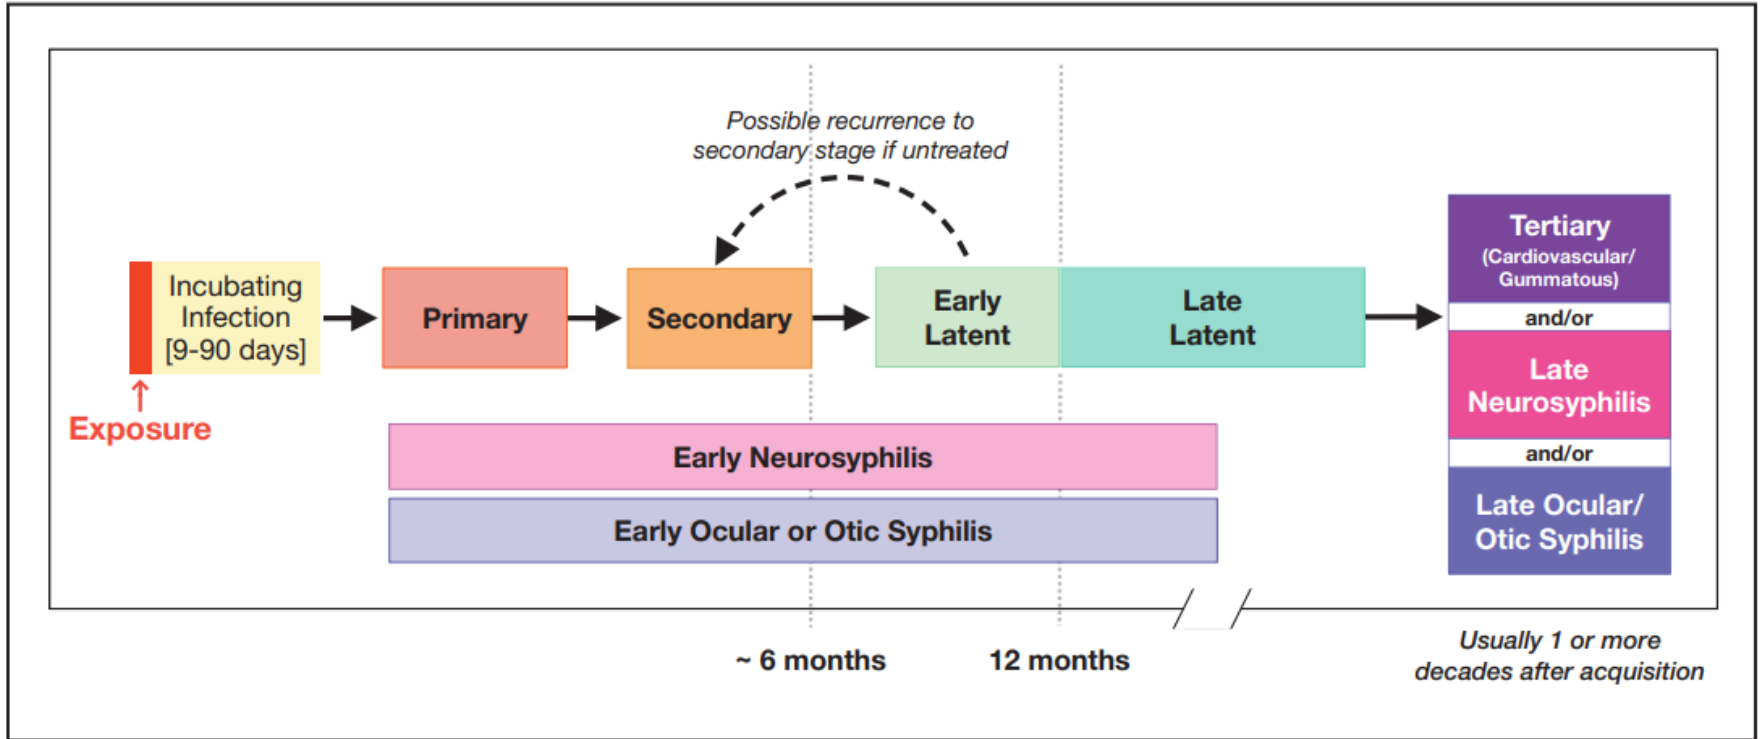 Possible recurrence to
secondary stage if untreated
Incubating
Infection
[9-90 days]
Exposure
Primary
Secondary
Early
Latent
Late
Latent
Tertiary
(Cardiovascular/
Gummatous)
and/or
Late
Neurosyphilis
and/or
Late Ocular/
Otic Syphilis
Early Neurosyphilis
Early Ocular or Otic Syphilis
~ 6 months
12 months
Usually 1 or more
decades after acquisition